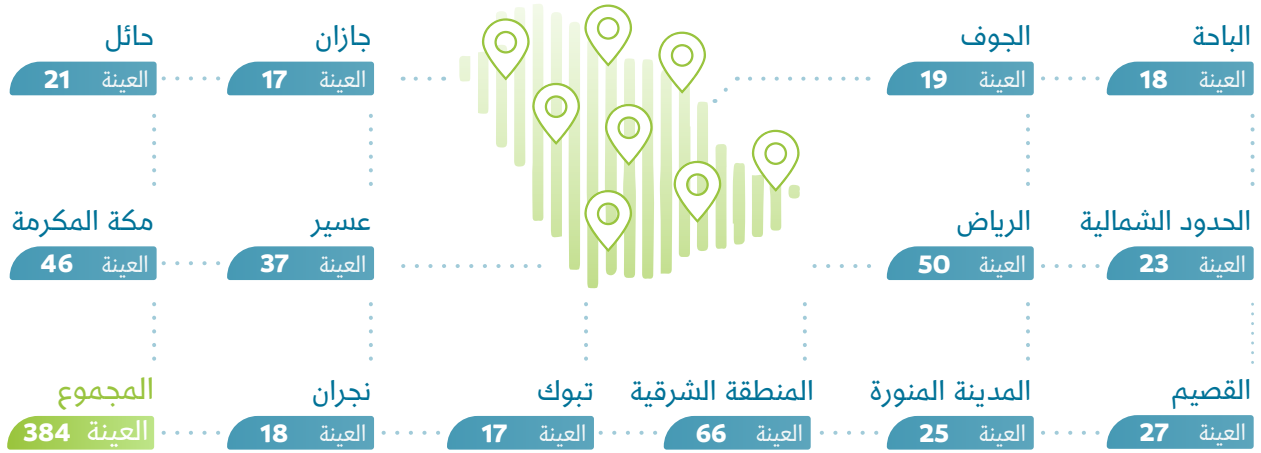 الباحة
العينة 18
الجوف
العينة 19
جازان
العينة 17
حائل
العينة 21
الحدود الشمالية
العينة 23
الرياض
العينة 50
عسير
العينة 37
مكة المكرمة
العينة 46
القصيم
العينة 27
المدينة المنورة
العينة 25
المنطقة الشرقية
العينة 66
تبوك
العينة 17
نجران
العينة 18
المجموع
العينة 384